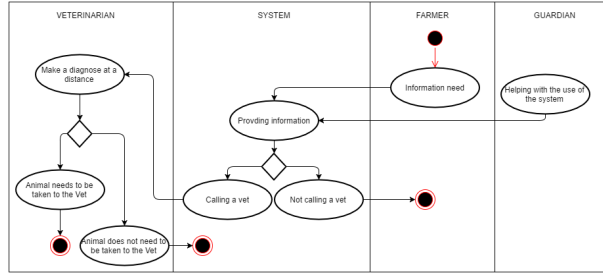 VETERINARIAN
SYSTEM
FARMER
GUARDIAN
Make a diagnose at a
distance
Information need
Helping with the use of
the system
Provding information
Animal needs to be
taken to the Vet
Calling a vet
Not calling a vet
Animal does not need to
be taken to the Vet